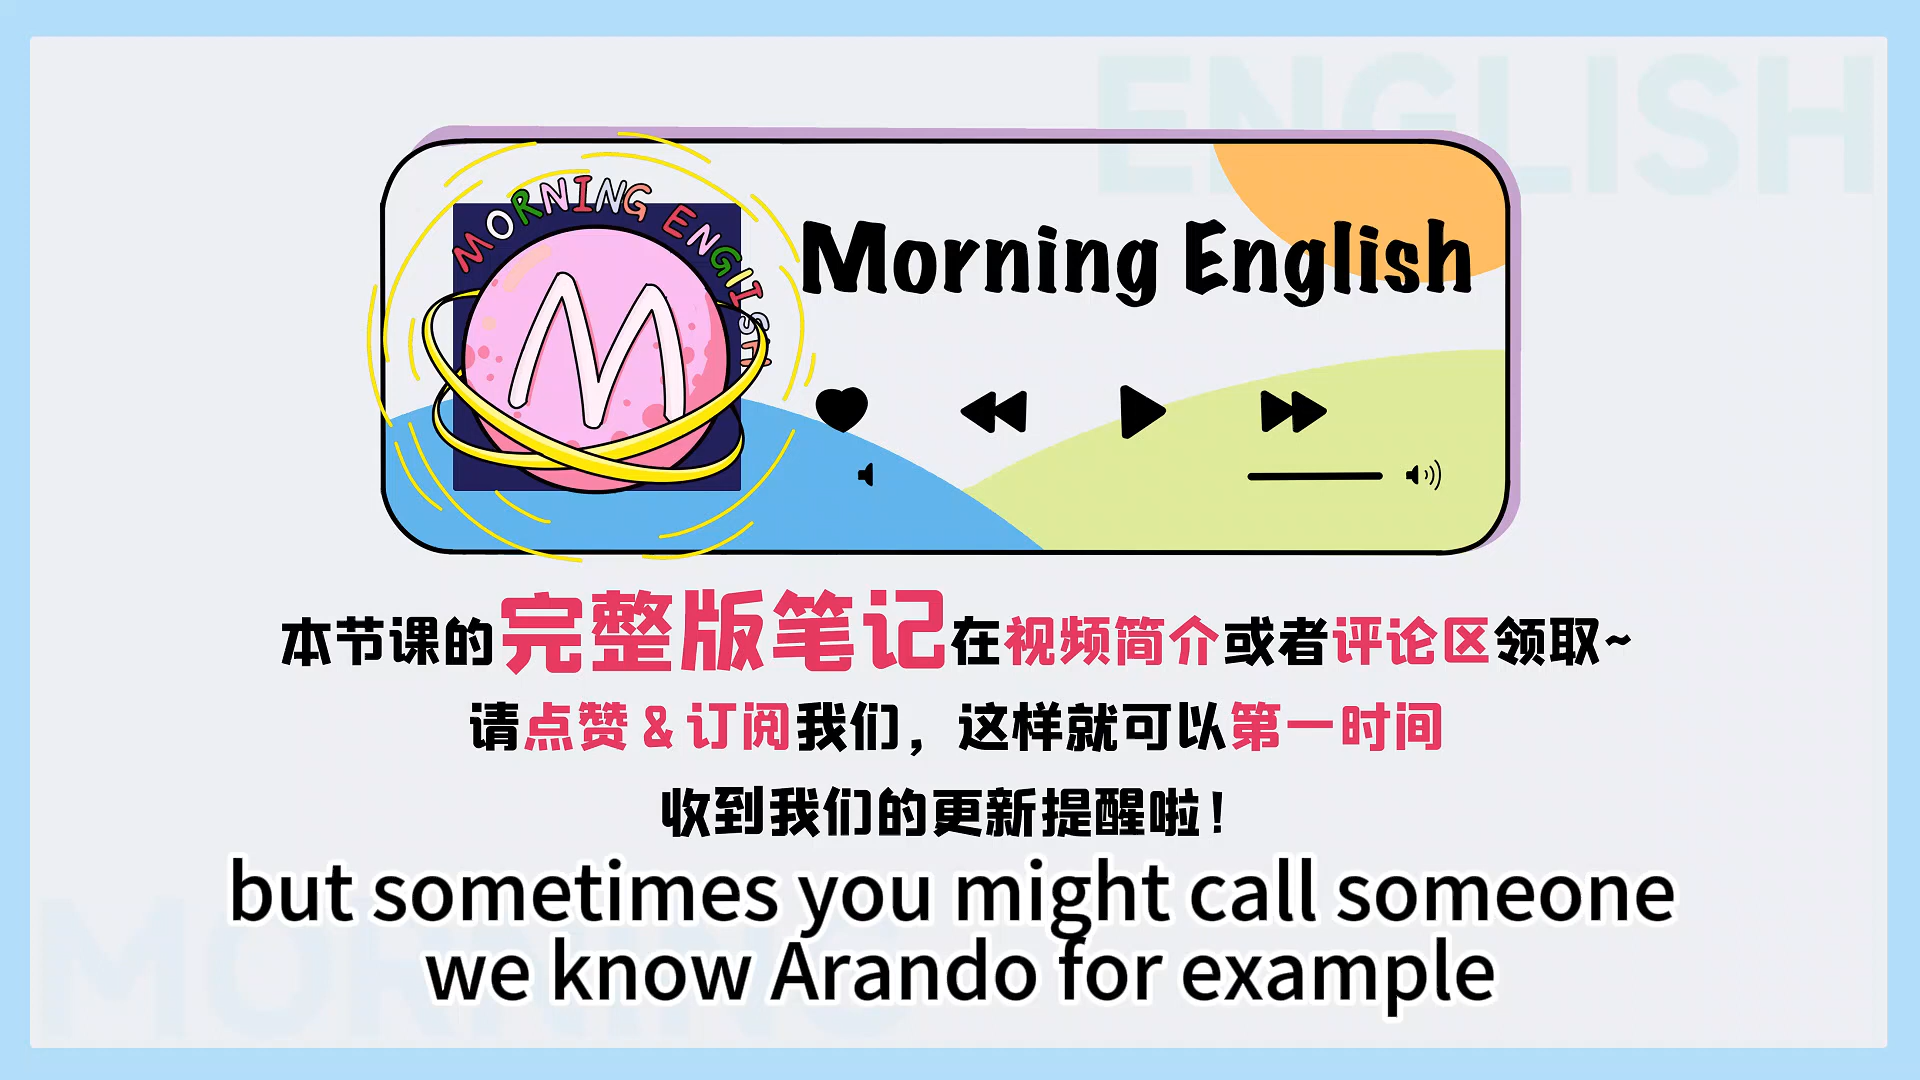 ENGLISH
MORNING ENGLISH
M
Morning English
本节课的完整版笔记在视频简介或者评论区领取~
请点赞&订阅我们，这样就可以第一时间
收到我们的更新提醒啦！
MORNING
but sometimes you might call someone
we know Arando for example